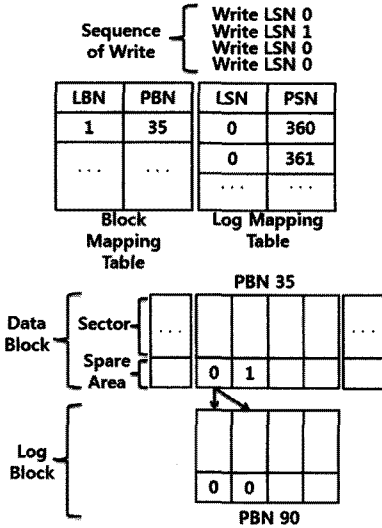 Sequence of Write
Write LSN 0
Write LSN 1
Write LSN 0
Write LSN 0
LBN PBN LSN PSN
1 35 0 360
0 361
... ... ... ...
Block Mapping Table
Log Mapping Table
PBN 35
Data Block
Sector
... ...
Spare Area
0 1
Log Block
0 0
PBN 90